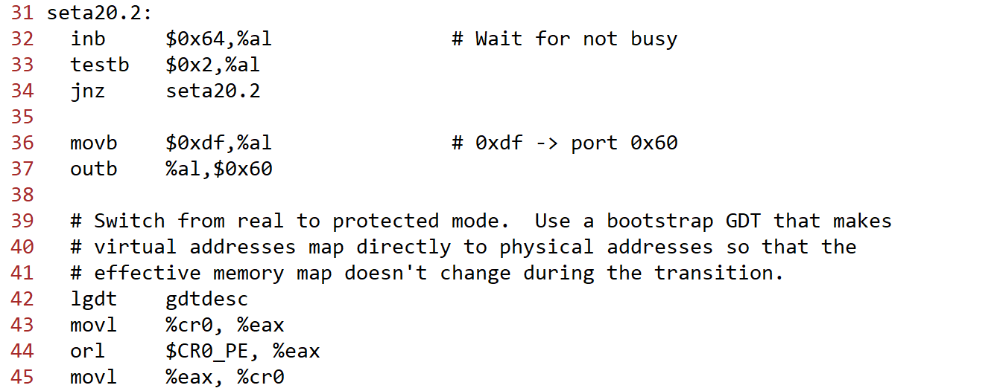 31 seta20.2:
32   inb     $0x64,%al               # Wait for not busy
33   testb   $0x2,%al
34   jnz     seta20.2
35
36   movb    $0xdf,%al               # 0xdf -> port 0x60
37   outb    %al,$0x60
38
39   # Switch from real to protected mode.  Use a bootstrap GDT that makes
40   # virtual addresses map directly to physical addresses so that the
41   # effective memory map doesn't change during the transition.
42   lgdt    gdtdesc
43   movl    %cr0, %eax
44   orl     $CR0_PE, %eax
45   movl    %eax, %cr0